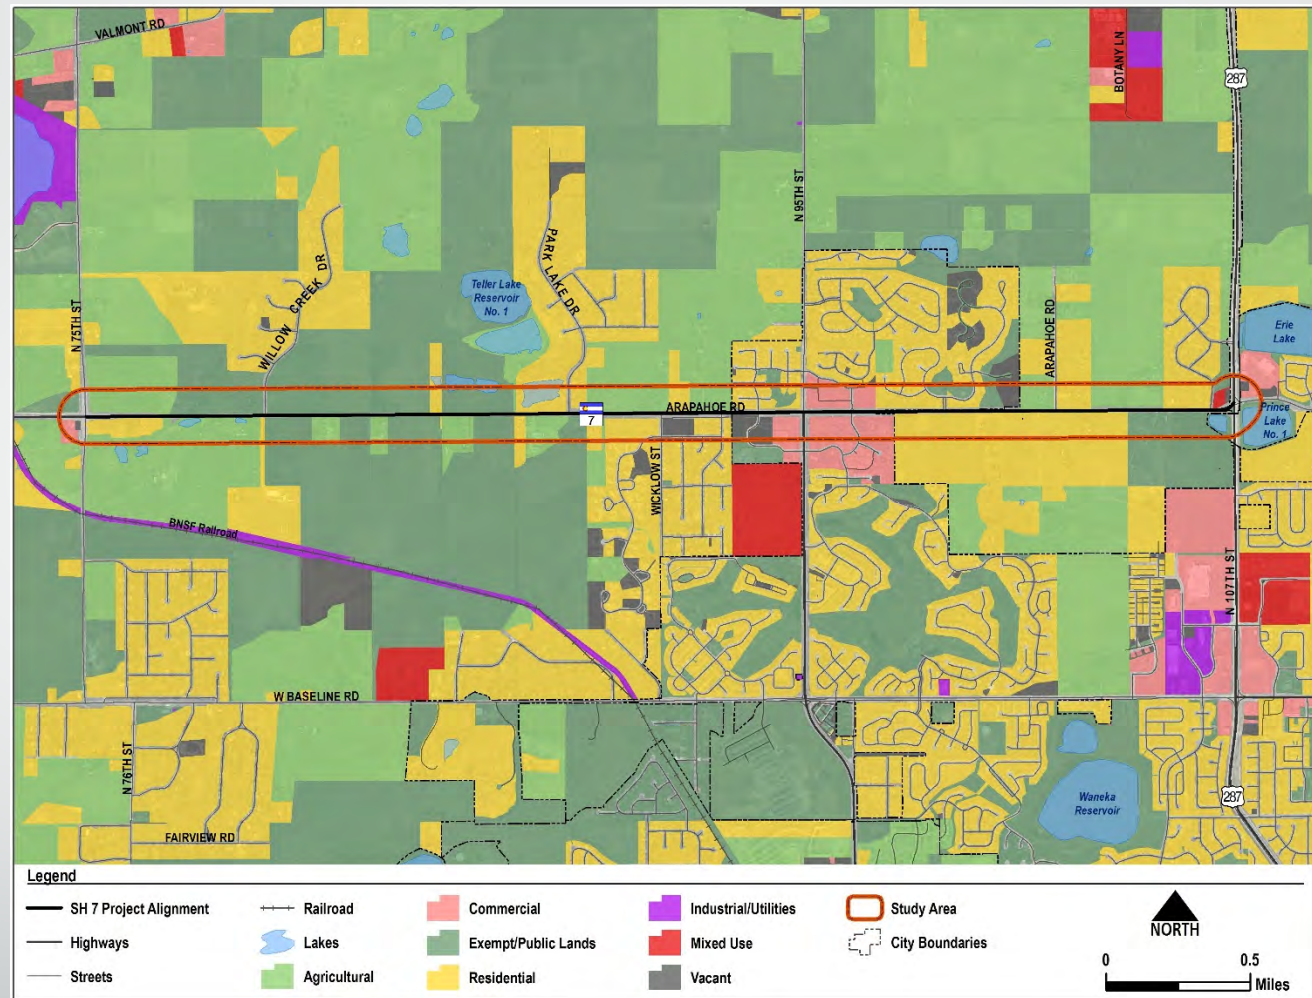 VALMONT RD
BOTANY LN
287
N 95TH ST
PARK LAKE DR
WILLOW CREEK DR
Teller Lake
Reservoir
No. 1
N 75TH ST
ARAPAHOE RD
Erie
Lake
7
ARAPAHOE RD
Prince
Lake
No. 1
WICKLOW ST
BNSF Railroad
N 107TH ST
W BASELINE RD
N 76TH ST
Waneka
Reservoir
287
FAIRVIEW RD
Legend
SH 7 Project Alignment
Railroad
Commercial
Industrial/Utilities
Study Area
Highways
Lakes
Exempt/Public Lands
Mixed Use
City Boundaries
Streets
Agricultural
Residential
Vacant
NORTH
0 0.5
Miles